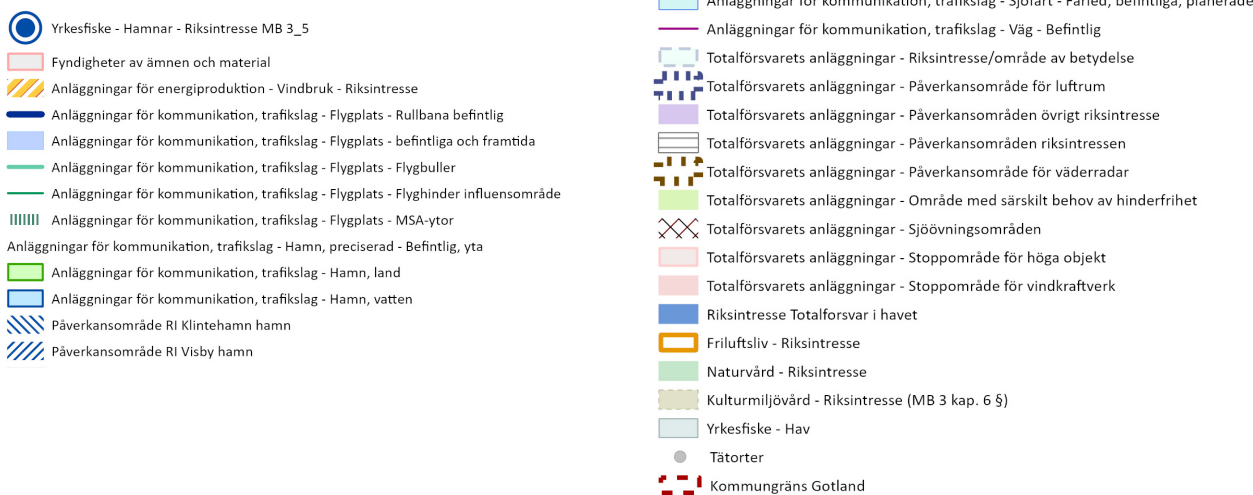 Yrkesfiske - Hamnar - Riksintresse MB 3_5
Fyndigheter av ämnen och material
Anläggningar för energiproduktion - Vindbruk - Riksintresse
Anläggningar för kommunikation, trafikslag - Flygplats - Rullbana befintlig
Anläggningar för kommunikation, trafikslag - Flygplats - befintliga och framtida
Anläggningar för kommunikation, trafikslag - Flygplats - Flygbuller
Anläggningar för kommunikation, trafikslag - Flygplats - Flyghinder influensområde
Anläggningar för kommunikation, trafikslag - Flygplats - MSA-ytor
Anläggningar för kommunikation, trafikslag - Hamn, preciserad - Befintlig, yta
Anläggningar för kommunikation, trafikslag - Hamn, land
Anläggningar för kommunikation, trafikslag - Hamn, vatten
Påverkansområde RI Klintehamn hamn
Påverkansområde RI Visby hamn
Anläggningar för kommunikation, trafikslag - Sjöfart - Farled, befintliga, planerade
Anläggningar för kommunikation, trafikslag - Väg - Befintlig
Totalförsvarets anläggningar - Riksintresse/område av betydelse
Totalförsvarets anläggningar - Påverkansområde för luftrum
Totalförsvarets anläggningar - Påverkansområden övrigt riksintresse
Totalförsvarets anläggningar - Påverkansområden riksintressen
Totalförsvarets anläggningar - Påverkansområde för väderradar
Totalförsvarets anläggningar - Område med särskilt behov av hinderfrihet
Totalförsvarets anläggningar - Sjöövningsområden
Totalförsvarets anläggningar - Stoppområde för höga objekt
Totalförsvarets anläggningar - Stoppområde för vindkraftverk
Riksintresse Totalforsvar i havet
Friluftsliv - Riksintresse
Naturvård - Riksintresse
Kulturmiljövård - Riksintresse (MB 3 kap. 6 §)
Yrkesfiske - Hav
Tätorter
Kommungräns Gotland